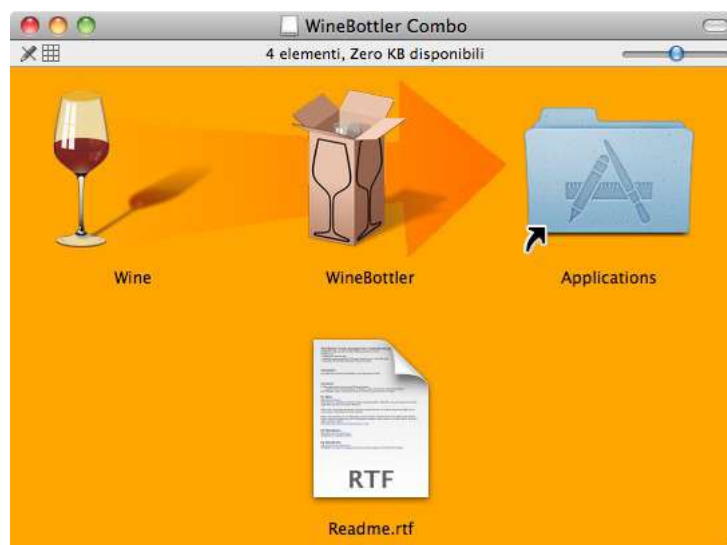 WineBottler Combo
4 elementi, Zero KB disponibili
Wine
WineBottler
Applications
RTF
Readme.rtf